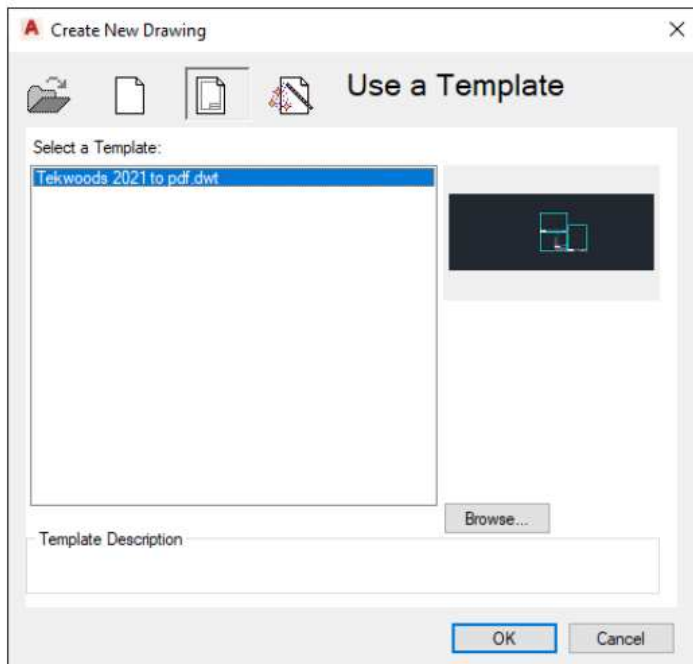 A Create New Drawing
Use a Template
Select a Template:
Tekwoods 2021 to pdf.dwt
Browse...
Template Description
OK Cancel